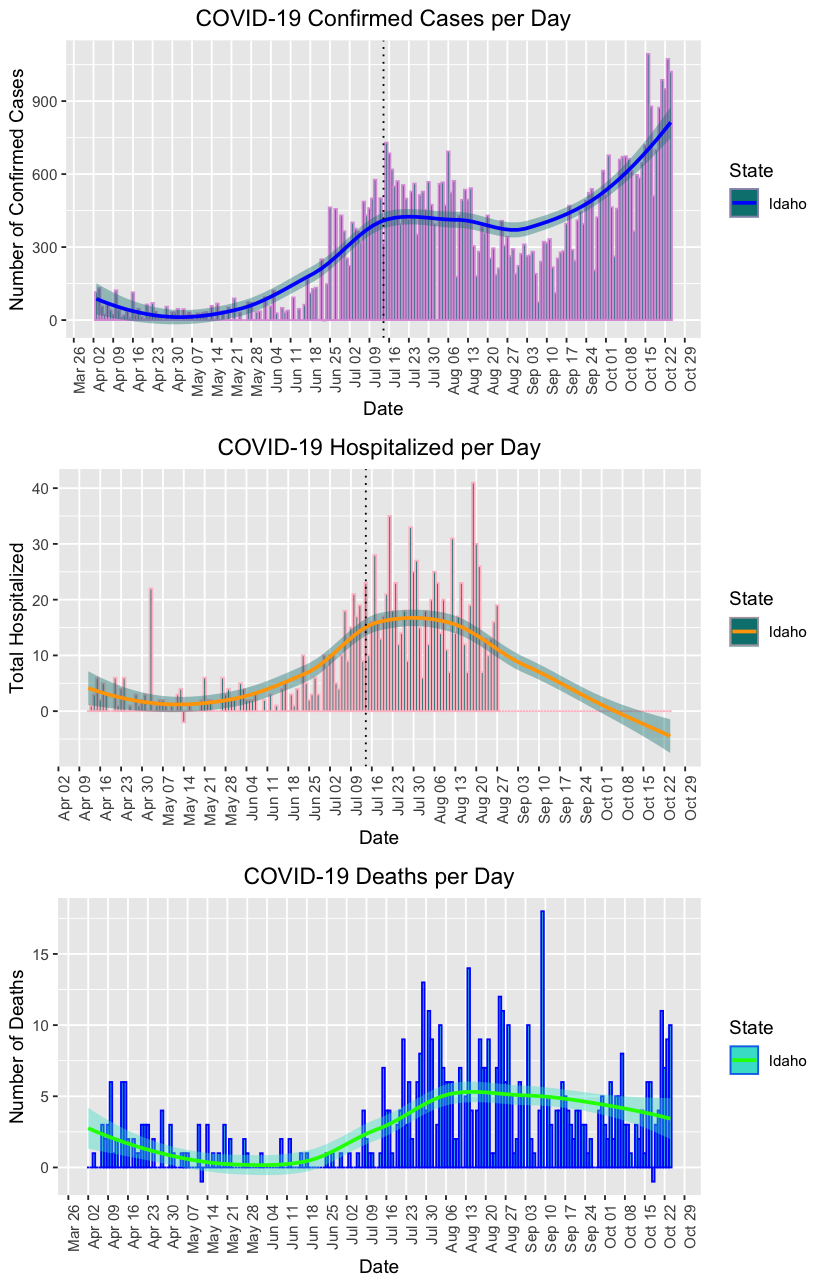 COVID-19 Confirmed Cases per Day
Number of Confirmed Cases
900
600
300
0
Mar 26
Apr 02
Apr 09
Apr 16
Apr 23
Apr 30
May 07
May 14
May 21
May 28
Jun 04
Jun 11
Jun 18
Jun 25
Jul 02
Jul 09
Jul 16
Jul 23
Jul 30
Aug 06
Aug 13
Aug 20
Aug 27
Sep 03
Sep 10
Sep 17
Sep 24
Oct 01
Oct 08
Oct 15
Oct 22
Oct 29
Date
State
Idaho
COVID-19 Hospitalized per Day
Total Hospitalized
40
30
20
10
0
Apr 02
Apr 09
Apr 16
Apr 23
Apr 30
May 07
May 14
May 21
May 28
Jun 04
Jun 11
Jun 18
Jun 25
Jul 02
Jul 09
Jul 16
Jul 23
Jul 30
Aug 06
Aug 13
Aug 20
Aug 27
Sep 03
Sep 10
Sep 17
Sep 24
Oct 01
Oct 08
Oct 15
Oct 22
Oct 29
Date
State
Idaho
COVID-19 Deaths per Day
Number of Deaths
15
10
5
0
Mar 26
Apr 02
Apr 09
Apr 16
Apr 23
Apr 30
May 07
May 14
May 21
May 28
Jun 04
Jun 11
Jun 18
Jun 25
Jul 02
Jul 09
Jul 16
Jul 23
Jul 30
Aug 06
Aug 13
Aug 20
Aug 27
Sep 03
Sep 10
Sep 17
Sep 24
Oct 01
Oct 08
Oct 15
Oct 22
Oct 29
Date
State
Idaho